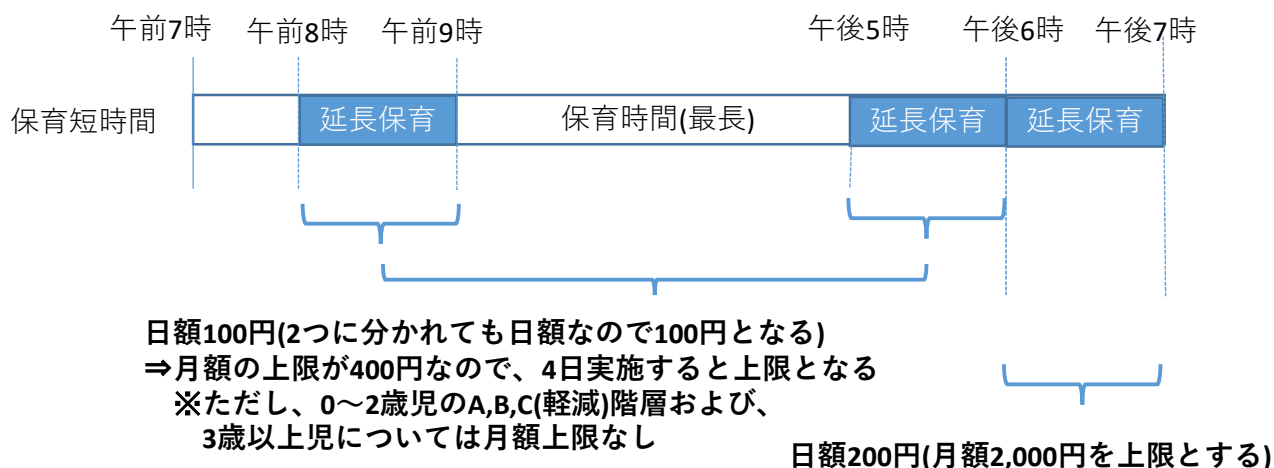 午前7時 午前8時 午前9時 午後5時 午後6時 午後7時
保育短時間 延長保育 保育時間(最長) 延長保育 延長保育
日額100円(2つに分かれても日額なので100円となる)
⇒月額の上限が400円なので、4日実施すると上限となる
※ただし、0～2歳児のA,B,C(軽減)階層および、
3歳以上児については月額上限なし
日額200円(月額2,000円を上限とする)